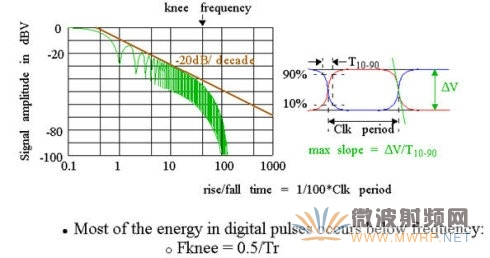 knee frequency
Signal amplitude in dBV
0
-20
-80
-100
-20dB/ decade
0.1 1 10 40 100 1000
T10-90
90%
10%
ΔV
Clk period
max slope = ΔV/T10-90
rise/fall time = 1/100*Clk period
微波射频网
WWW.MWRF.NET
• Most of the energy in digital pulses occurs below frequency:
o Fknee = 0.5/Tr